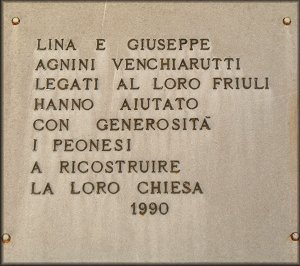 LINA E GIUSEPPE
AGNINI VENCHIARUTTI
LEGATI AL LORO FRIULI
HANNO AIUTATO
CON GENEROSITÀ
I PEONESI
A RICOSTRUIRE
LA LORO CHIESA
1990